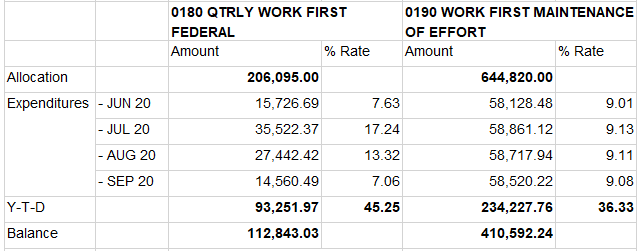 0180 QTRLY WORK FIRST FEDERAL 0190 WORK FIRST MAINTENANCE OF EFFORT
Amount % Rate Amount % Rate
Allocation 206,095.00 644,820.00
Expenditures - JUN 20 15,726.69 7.63 58,128.48 9.01
- JUL 20 35,522.37 17.24 58,861.12 9.13
- AUG 20 27,442.42 13.32 58,717.94 9.11
- SEP 20 14,560.49 7.06 58,520.22 9.08
Y-T-D 93,251.97 45.25 234,227.76 36.33
Balance 112,843.03 410,592.24